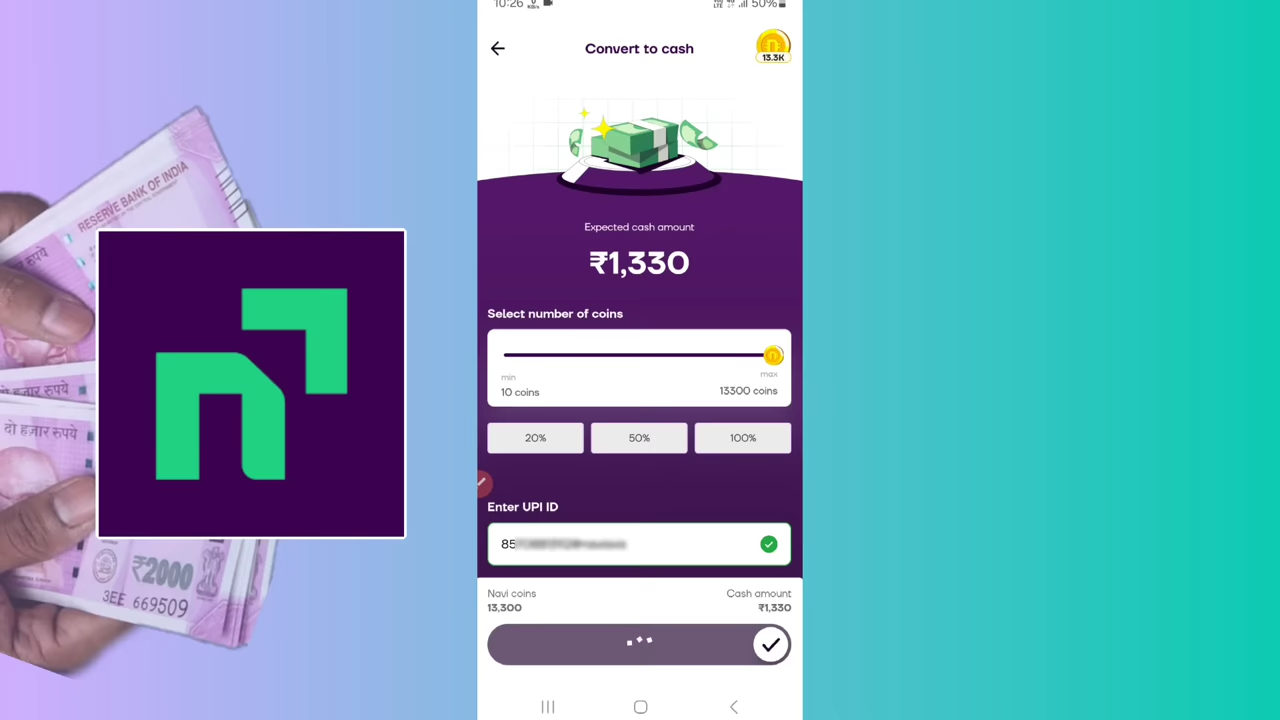 10:26
50%
Convert to cash
13.3K
Expected cash amount
₹1,330
Select number of coins
min
max
10 coins
13300 coins
20%
50%
100%
Enter UPI ID
85
Navi coins
Cash amount
13,300
₹1,330
RESERVE BANK OF INDIA
रुपये
दो हज़ार रुपये
₹2000
3EE 669509